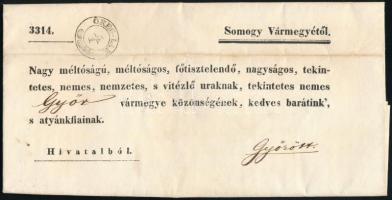 3314.
Somogy Vármegyétől.
Nagy méltóságú, méltóságos, főtisztelendő, nagyságos, tekin-
tetes, nemes, nemzetes, s vitézlő uraknak, tekintetes nemes
Győr vármegye közönségének, kedves barátink',
s atyánkfiainak.
Győrött.
Hivatalból.